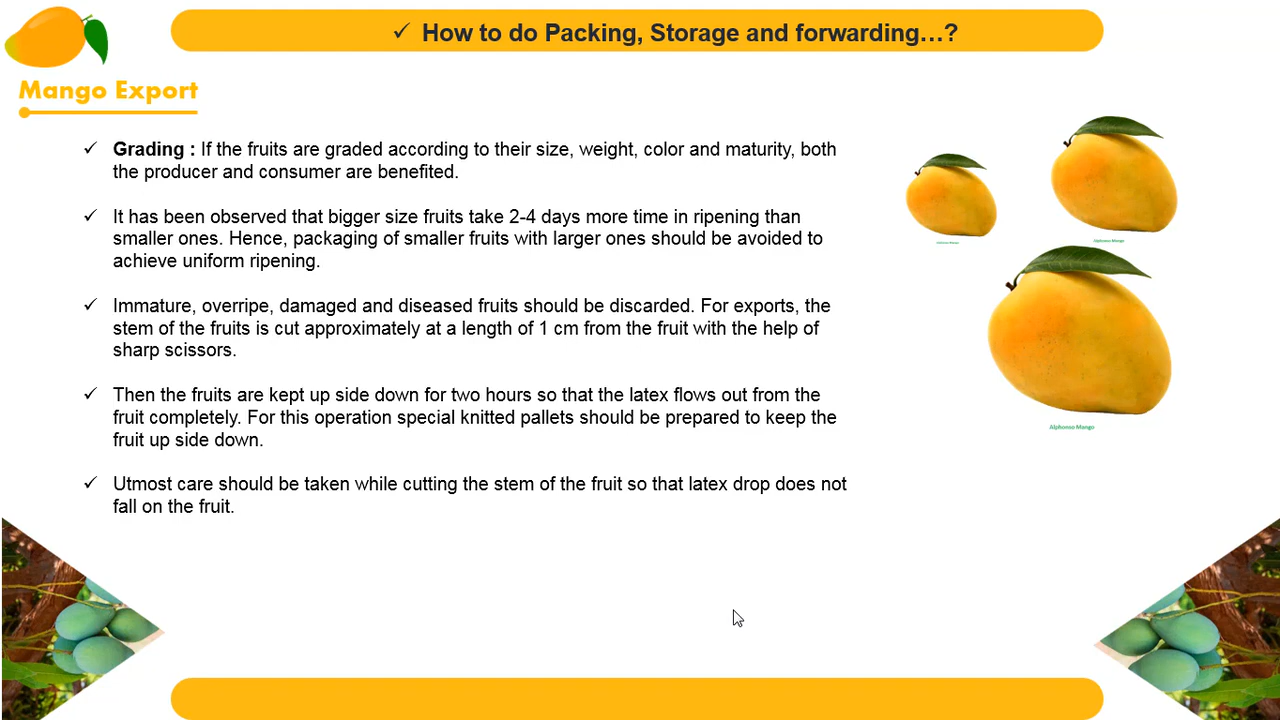 ✓ How to do Packing, Storage and forwarding...?
Mango Export
✓ Grading : If the fruits are graded according to their size, weight, color and maturity, both
the producer and consumer are benefited.
✓ It has been observed that bigger size fruits take 2-4 days more time in ripening than
smaller ones. Hence, packaging of smaller fruits with larger ones should be avoided to
achieve uniform ripening.
✓ Immature, overripe, damaged and diseased fruits should be discarded. For exports, the
stem of the fruits is cut approximately at a length of 1 cm from the fruit with the help of
sharp scissors.
✓ Then the fruits are kept up side down for two hours so that the latex flows out from the
fruit completely. For this operation special knitted pallets should be prepared to keep the
fruit up side down.
✓ Utmost care should be taken while cutting the stem of the fruit so that latex drop does not
fall on the fruit.
Alphonso Mango
Alphonso Mango
Alphonso Mango